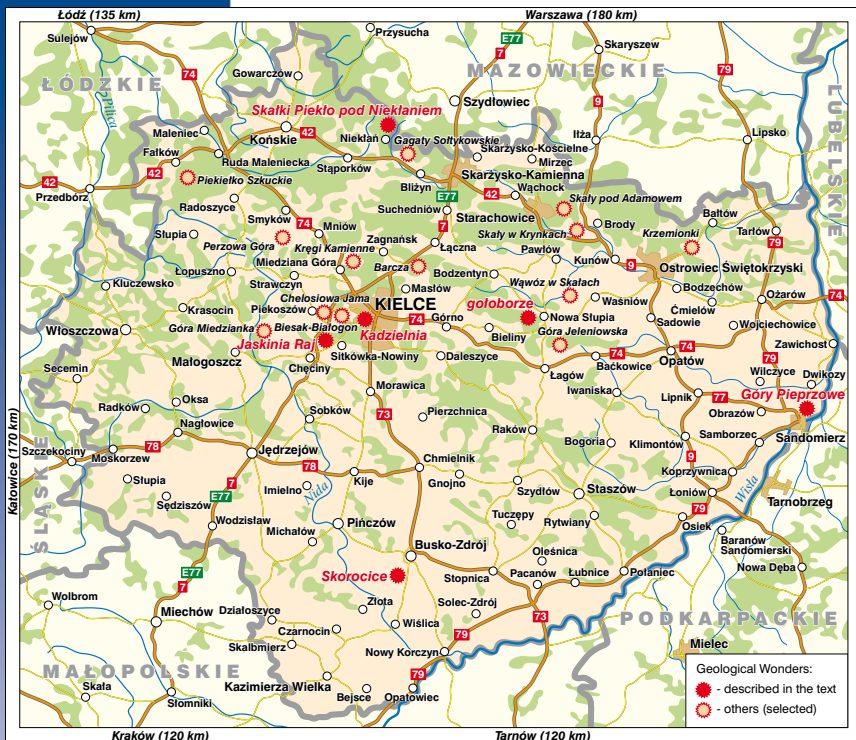 Łódź (135 km)
Warszawa (180 km)
Sulejów
Przysucha
E77
7
Skaryszew
74
Gowarczów
79
ŁÓDZKIE
MAZOWIECKIE
LUBELSKIE
9
Pilica
Skałki Piekło pod Niekłaniem
Szydłowiec
Maleniec
Końskie
42
Niekłań
Gagaty Sołtykowskie
Iłża
Lipsko
Fałków
Ruda Maleniecka
Skarżysko-Kościelne
Mirzec
42
42
Stąporków
Skarżysko-Kamienna
Piekiełko Szkuckie
Bliżyn
42
Wąchock
Przedbórz
E77
Skały pod Adamowem
Radoszyce
Suchedniów
Starachowice
Smyków
74
Mniów
7
Brody
Bałtów
Słupia
Skały w Krynkach
Krzemionki
Tarłów
Perzowa Góra
Kręgi Kamienne
Zagnańsk
Łączna
79
Pawłów
Kunów
9
Łopuszno
Miedziana Góra
Barcza
Bodzentyn
Ostrowiec Świętokrzyski
Kluczewsko
Strawczyn
Masłów
Wąwóz w Skałach
Bodzechów
74
Chelosiowa Jama
KIELCE
gołoborze
Waśniów
Ożarów
Krasocin
Piekoszów
Nowa Słupia
Ćmielów
Włoszczowa
Góra Miedzianka
Biesak-Białogon
Kadzielnia
74
Górno
Sadowie
Wojciechowice
Jaskinia Raj
Bieliny
Góra Jeleniowska
Zawichost
Małogoszcz
Sitkówka-Nowiny
Daleszyce
74
Opatów
74
79
Secemin
Chęciny
Łagów
Baćkowice
Wilczyce
Dwikozy
Morawica
Iwaniska
Lipnik
77
Góry Pieprzowe
Radków
Oksa
Sobków
73
Pierzchnica
Obrazów
Nagłowice
Raków
Bogoria
Klimontów
Samborzec
Sandomierz
Katowice (170 km)
Szczekociny
78
Moskorzew
Jędrzejów
9
ŚLĄSKIE
7
78
Chmielnik
Koprzywnica
Słupia
Imielno
Kije
Gnojno
Szydłów
Staszów
Łoniów
Wisła
Sędziszów
E77
Nida
Tarnobrzeg
Wodzisław
Michałów
Pińczów
Tuczępy
Rytwiany
79
Osiek
Baranów
Sandomierski
Busko-Zdrój
Oleśnica
E77
Skorocice
Stopnica
Pacanów
Łubnice
Połaniec
Nowa Dęba
7
Wolbrom
Złota
Solec-Zdrój
Miechów
Działoszyce
Wiślica
73
PODKARPACKIE
Czarnocin
Skalbmierz
79
Nowy Korczyn
Mielec
MAŁOPOLSKIE
Kazimierza Wielka
79
Skała
Słomniki
Bejsce
Opatowiec
Geological Wonders:
- described in the text
- others (selected)
Kraków (120 km)
Tarnów (120 km)